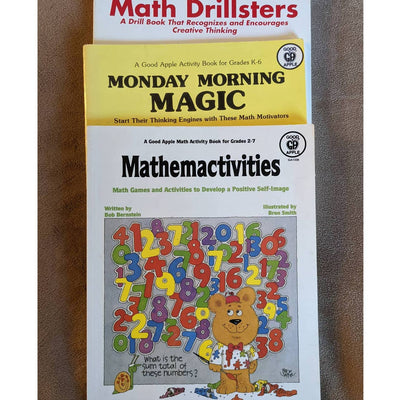 Math Drillsters
A Drill Book That Recognizes and Encourages
Creative Thinking
A Good Apple Activity Book for Grades K-6
GOOD
APPLE
MONDAY MORNING
MAGIC
Start Their Thinking Engines with These Math Motivators
A Good Apple Math Activity Book for Grades 2-7
GOOD
APPLE
Mathemactivities
Math Games and Activities to Develop a Positive Self-Image
Written by
Bob Bernstein
Illustrated by
Bron Smith
What is the
sum total of
these numbers?